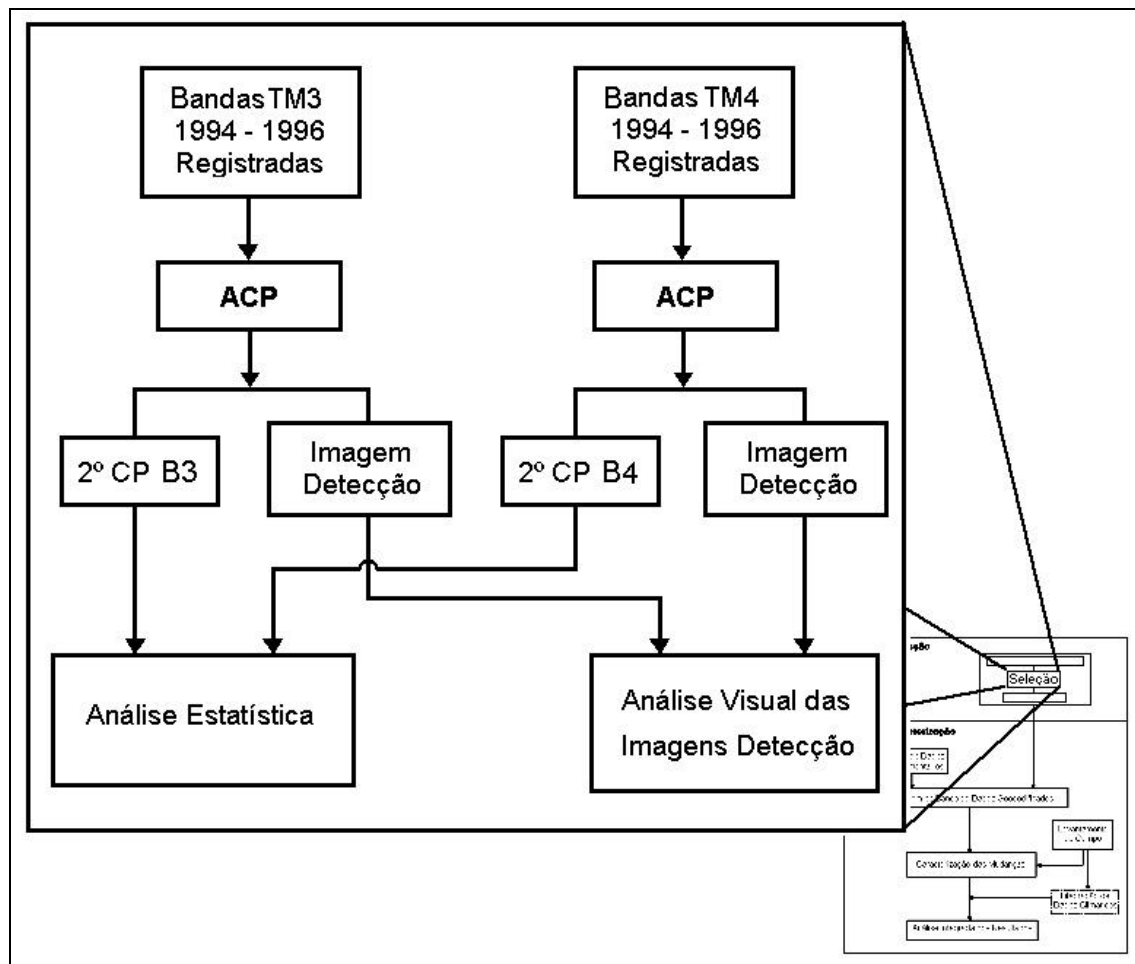 Bandas TM3
1994 - 1996
Registradas
Bandas TM4
1994 - 1996
Registradas
ACP
ACP
2º CP B3
Imagem
Detecção
2º CP B4
Imagem
Detecção
Análise Estatística
Análise Visual das
Imagens Detecção
Seleção
Caracterização das Mudanças